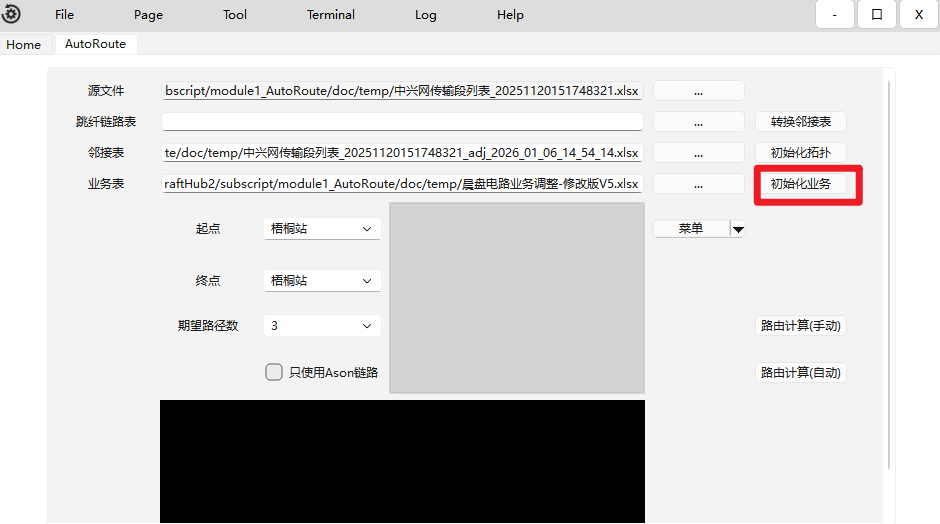 File Page Tool Terminal Log Help - 口 X
Home AutoRoute
源文件 bscript/module1_AutoRoute/doc/temp/中兴网传输段列表_20251120151748321.xlsx ...
跳纤链路表 ... 转换邻接表
邻接表 te/doc/temp/中兴网传输段列表_20251120151748321_adj_2026_01_06_14_54_14.xlsx ... 初始化拓扑
业务表 raftHub2/subscript/module1_AutoRoute/doc/temp/晨盘电路业务调整-修改版V5.xlsx ... 初始化业务
起点 梧桐站 菜单
终点 梧桐站
期望路径数 3 路由计算(手动)
只使用Ason链路 路由计算(自动)